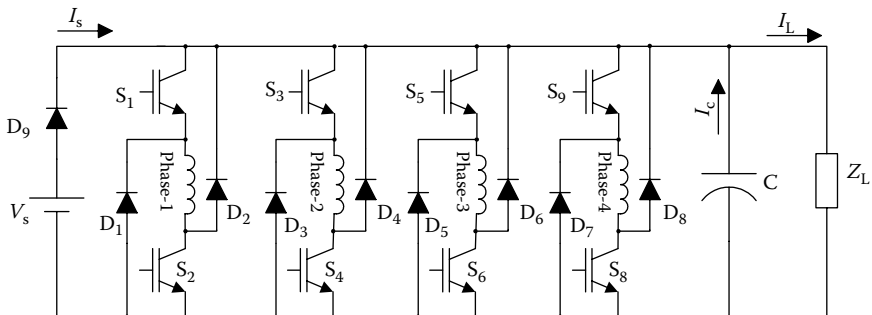 I_s
I_L
S_1
S_3
S_5
S_9
D_9
Phase-1
Phase-2
Phase-3
Phase-4
I_c
V_s
D_1
D_2
D_3
D_4
D_5
D_6
D_7
D_8
C
Z_L
S_2
S_4
S_6
S_8